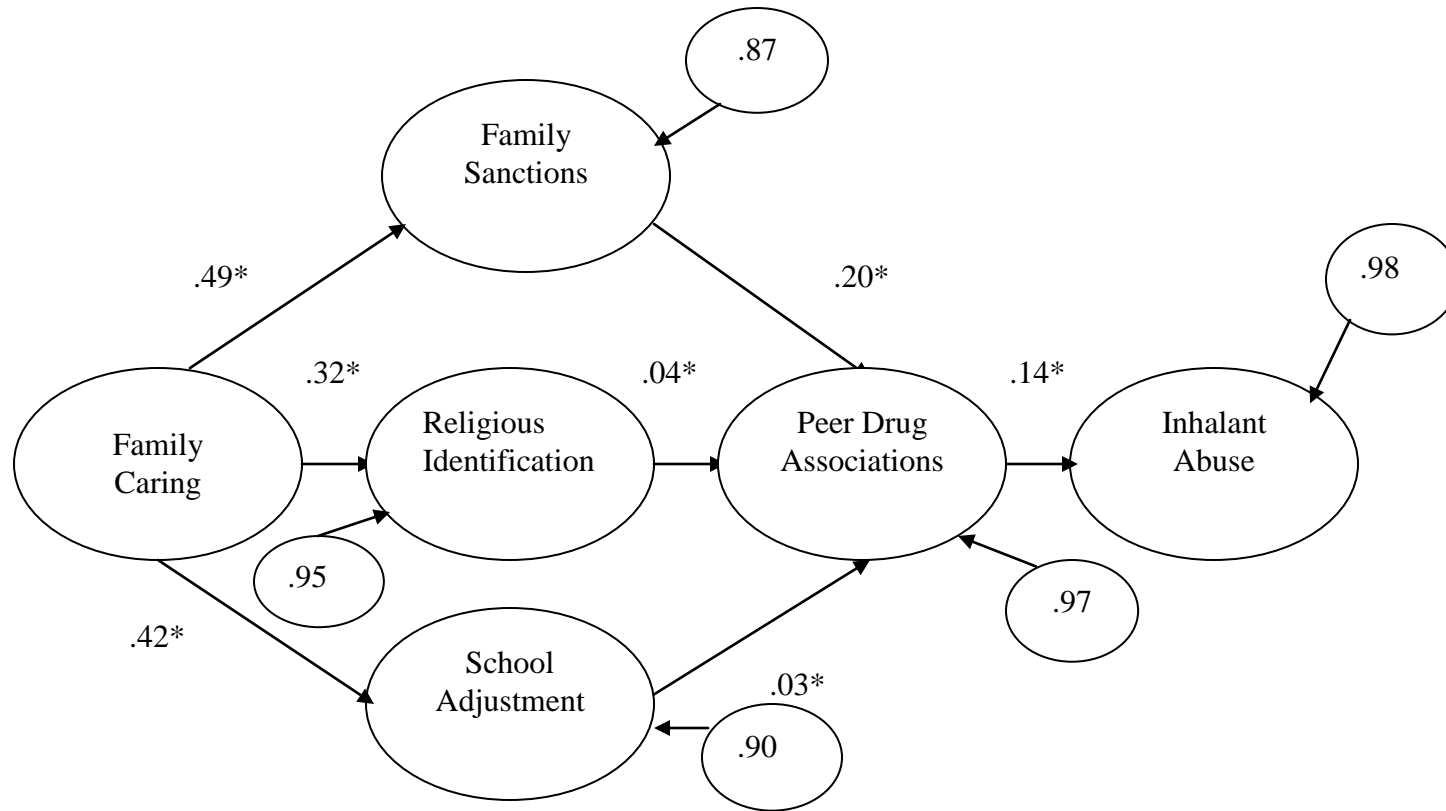 .87
Family
Sanctions
.98
.49*
.20*
.32*
.04*
.14*
Family
Caring
Religious
Identification
Peer Drug
Associations
Inhalant
Abuse
.95
.97
.42*
School
Adjustment
.03*
.90